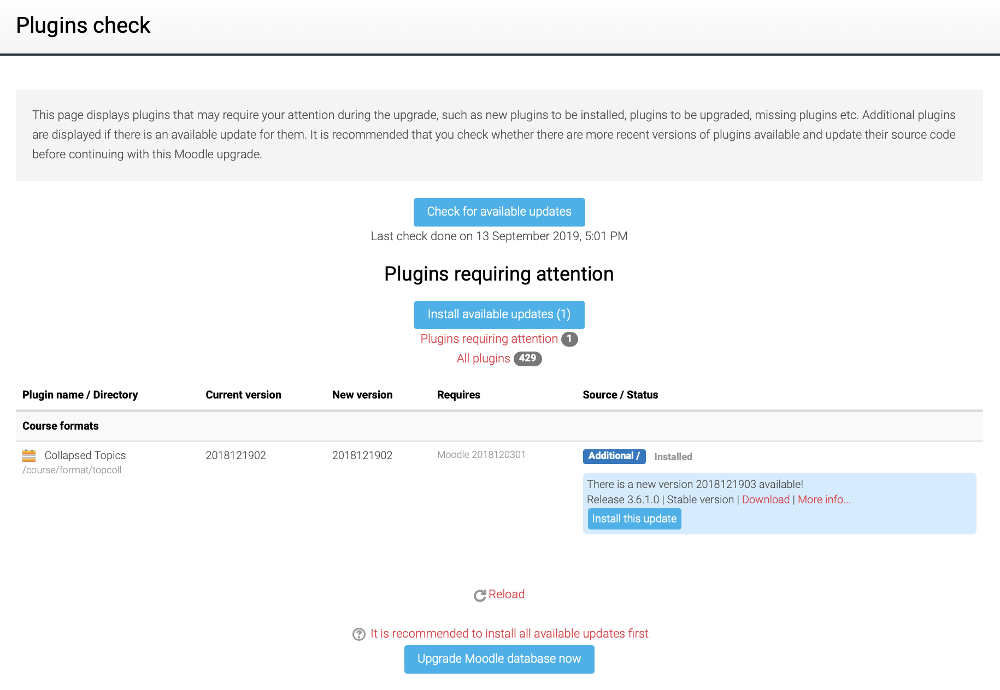 Plugins check
This page displays plugins that may require your attention during the upgrade, such as new plugins to be installed, plugins to be upgraded, missing plugins etc. Additional plugins
are displayed if there is an available update for them. It is recommended that you check whether there are more recent versions of plugins available and update their source code
before continuing with this Moodle upgrade.
Check for available updates
Last check done on 13 September 2019, 5:01 PM
Plugins requiring attention
Install available updates (1)
Plugins requiring attention 1
All plugins 429
Plugin name / Directory Current version New version Requires Source / Status
Course formats
Collapsed Topics 2018121902 2018121902 Moodle 2018120301 Additional / Installed
/course/format/topcoll
There is a new version 2018121903 available!
Release 3.6.1.0 | Stable version | Download | More info...
Install this update
Reload
It is recommended to install all available updates first
Upgrade Moodle database now